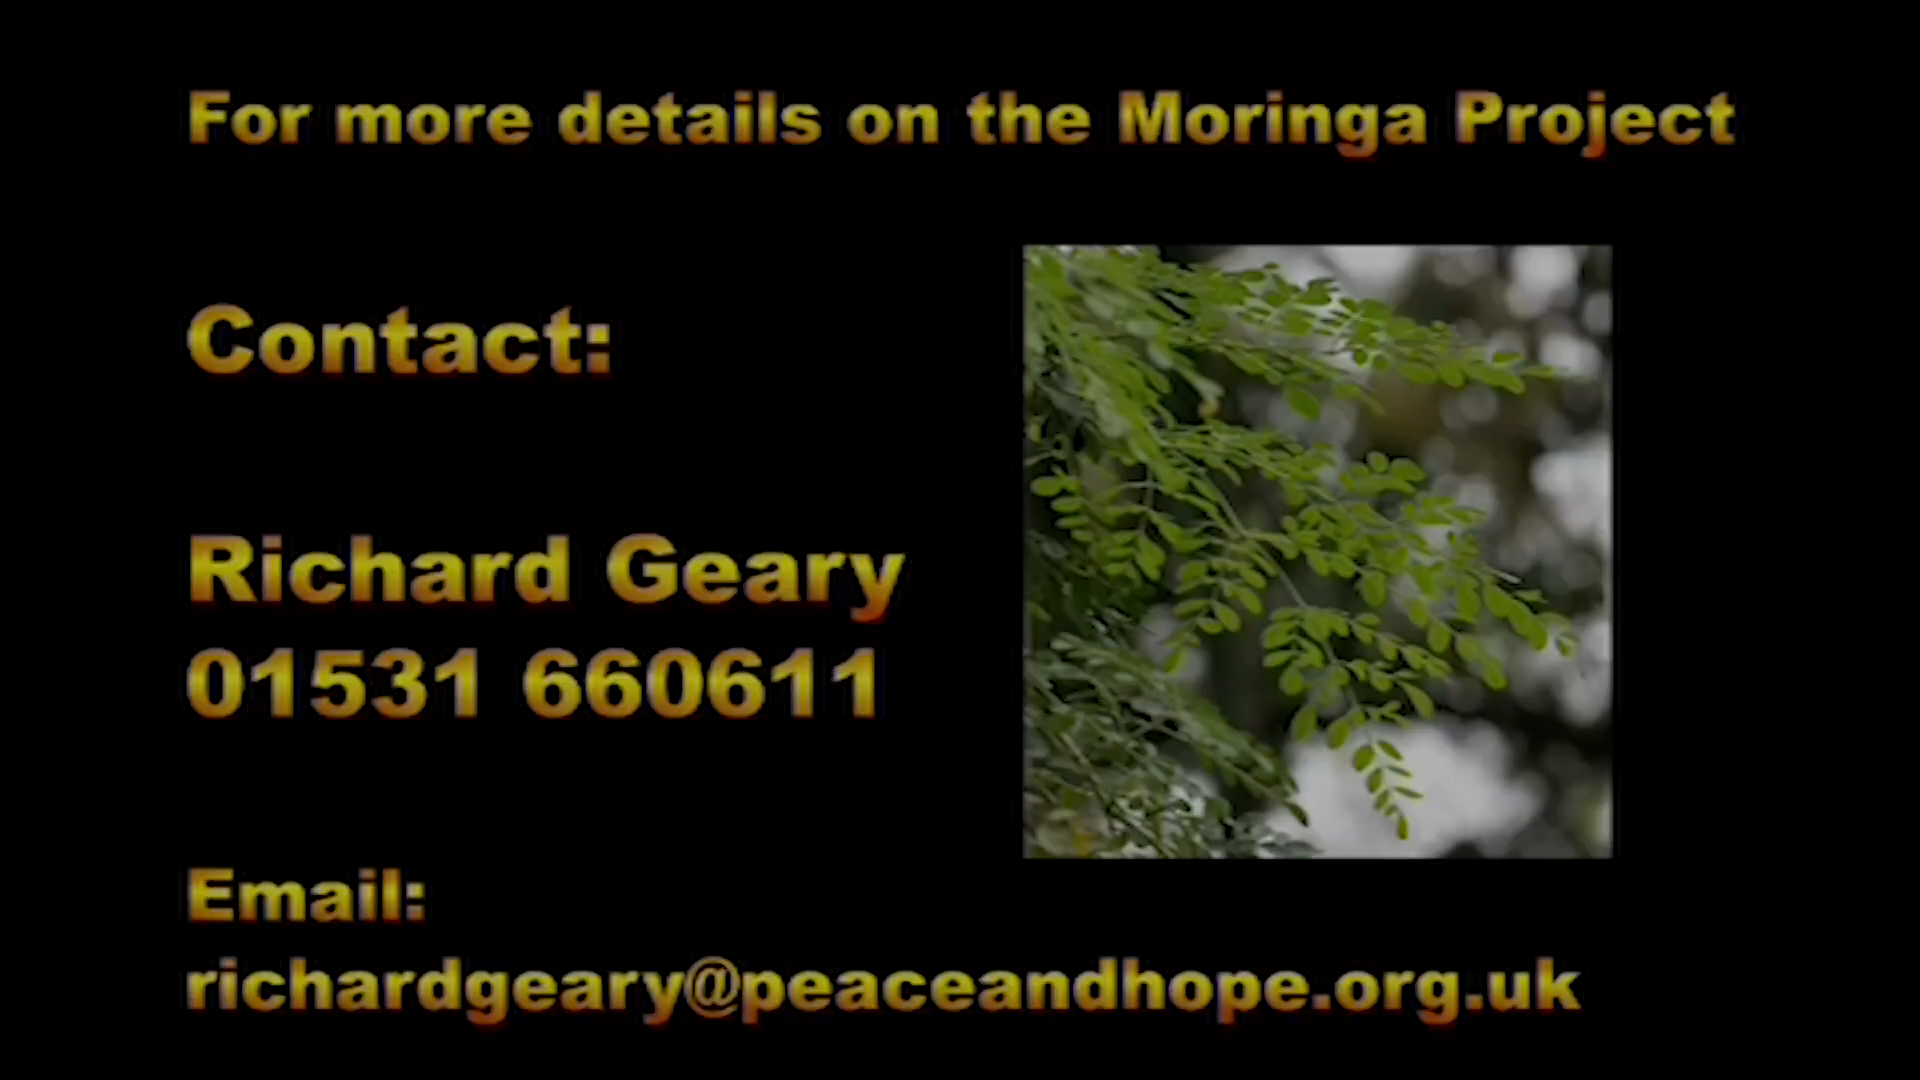 For more details on the Moringa Project
Contact:
Richard Geary
01531 660611
Email:
richardgeary@peaceandhope.org.uk